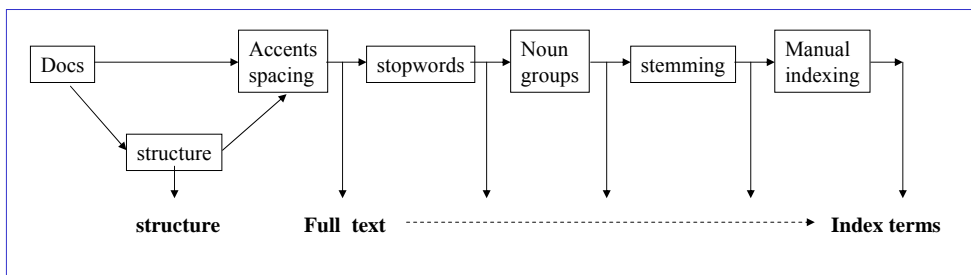 Docs
Accents
spacing
stopwords
Noun
groups
stemming
Manual
indexing
structure
structure
Full text
Index terms